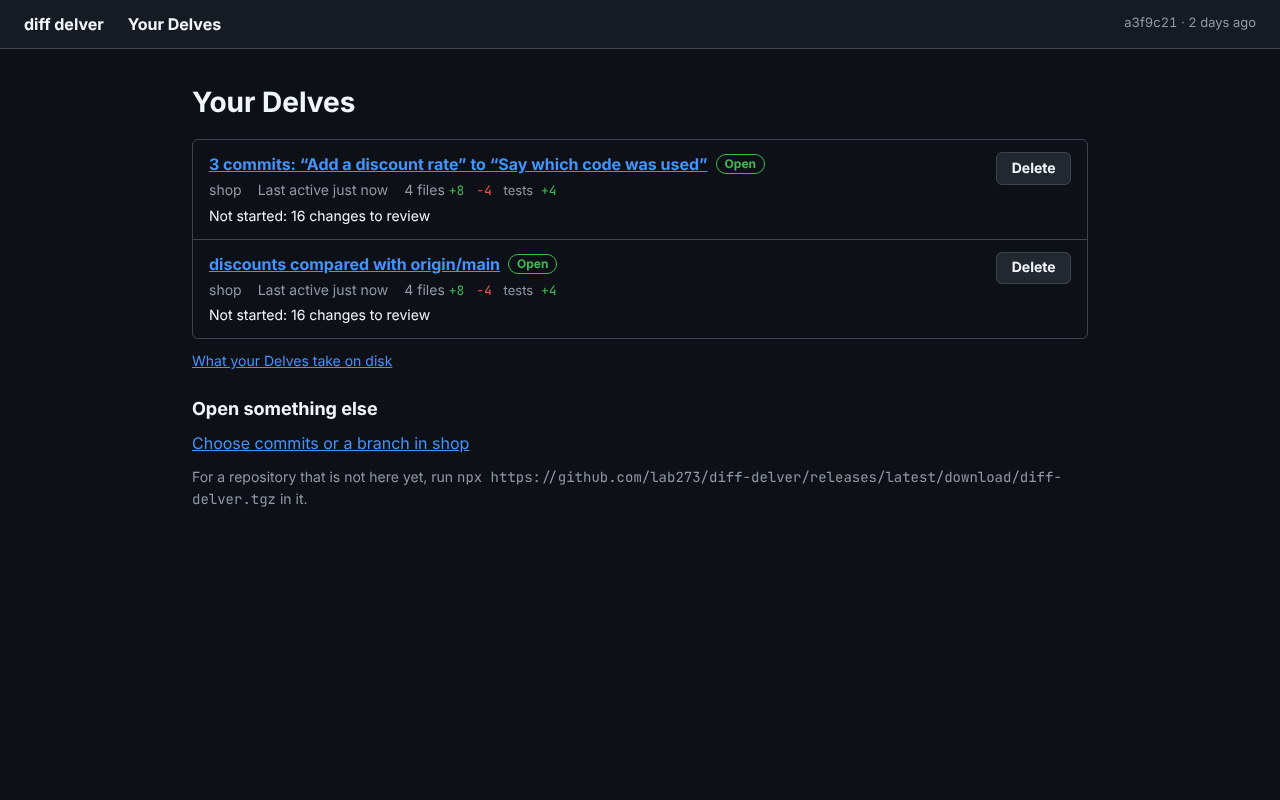 diff delver Your Delves a3f9c21 · 2 days ago
Your Delves
3 commits: “Add a discount rate” to “Say which code was used” Open Delete
shop Last active just now 4 files +8 -4 tests +4
Not started: 16 changes to review
discounts compared with origin/main Open Delete
shop Last active just now 4 files +8 -4 tests +4
Not started: 16 changes to review
What your Delves take on disk
Open something else
Choose commits or a branch in shop
For a repository that is not here yet, run npx https://github.com/lab273/diff-delver/releases/latest/download/diff-
delver.tgz in it.